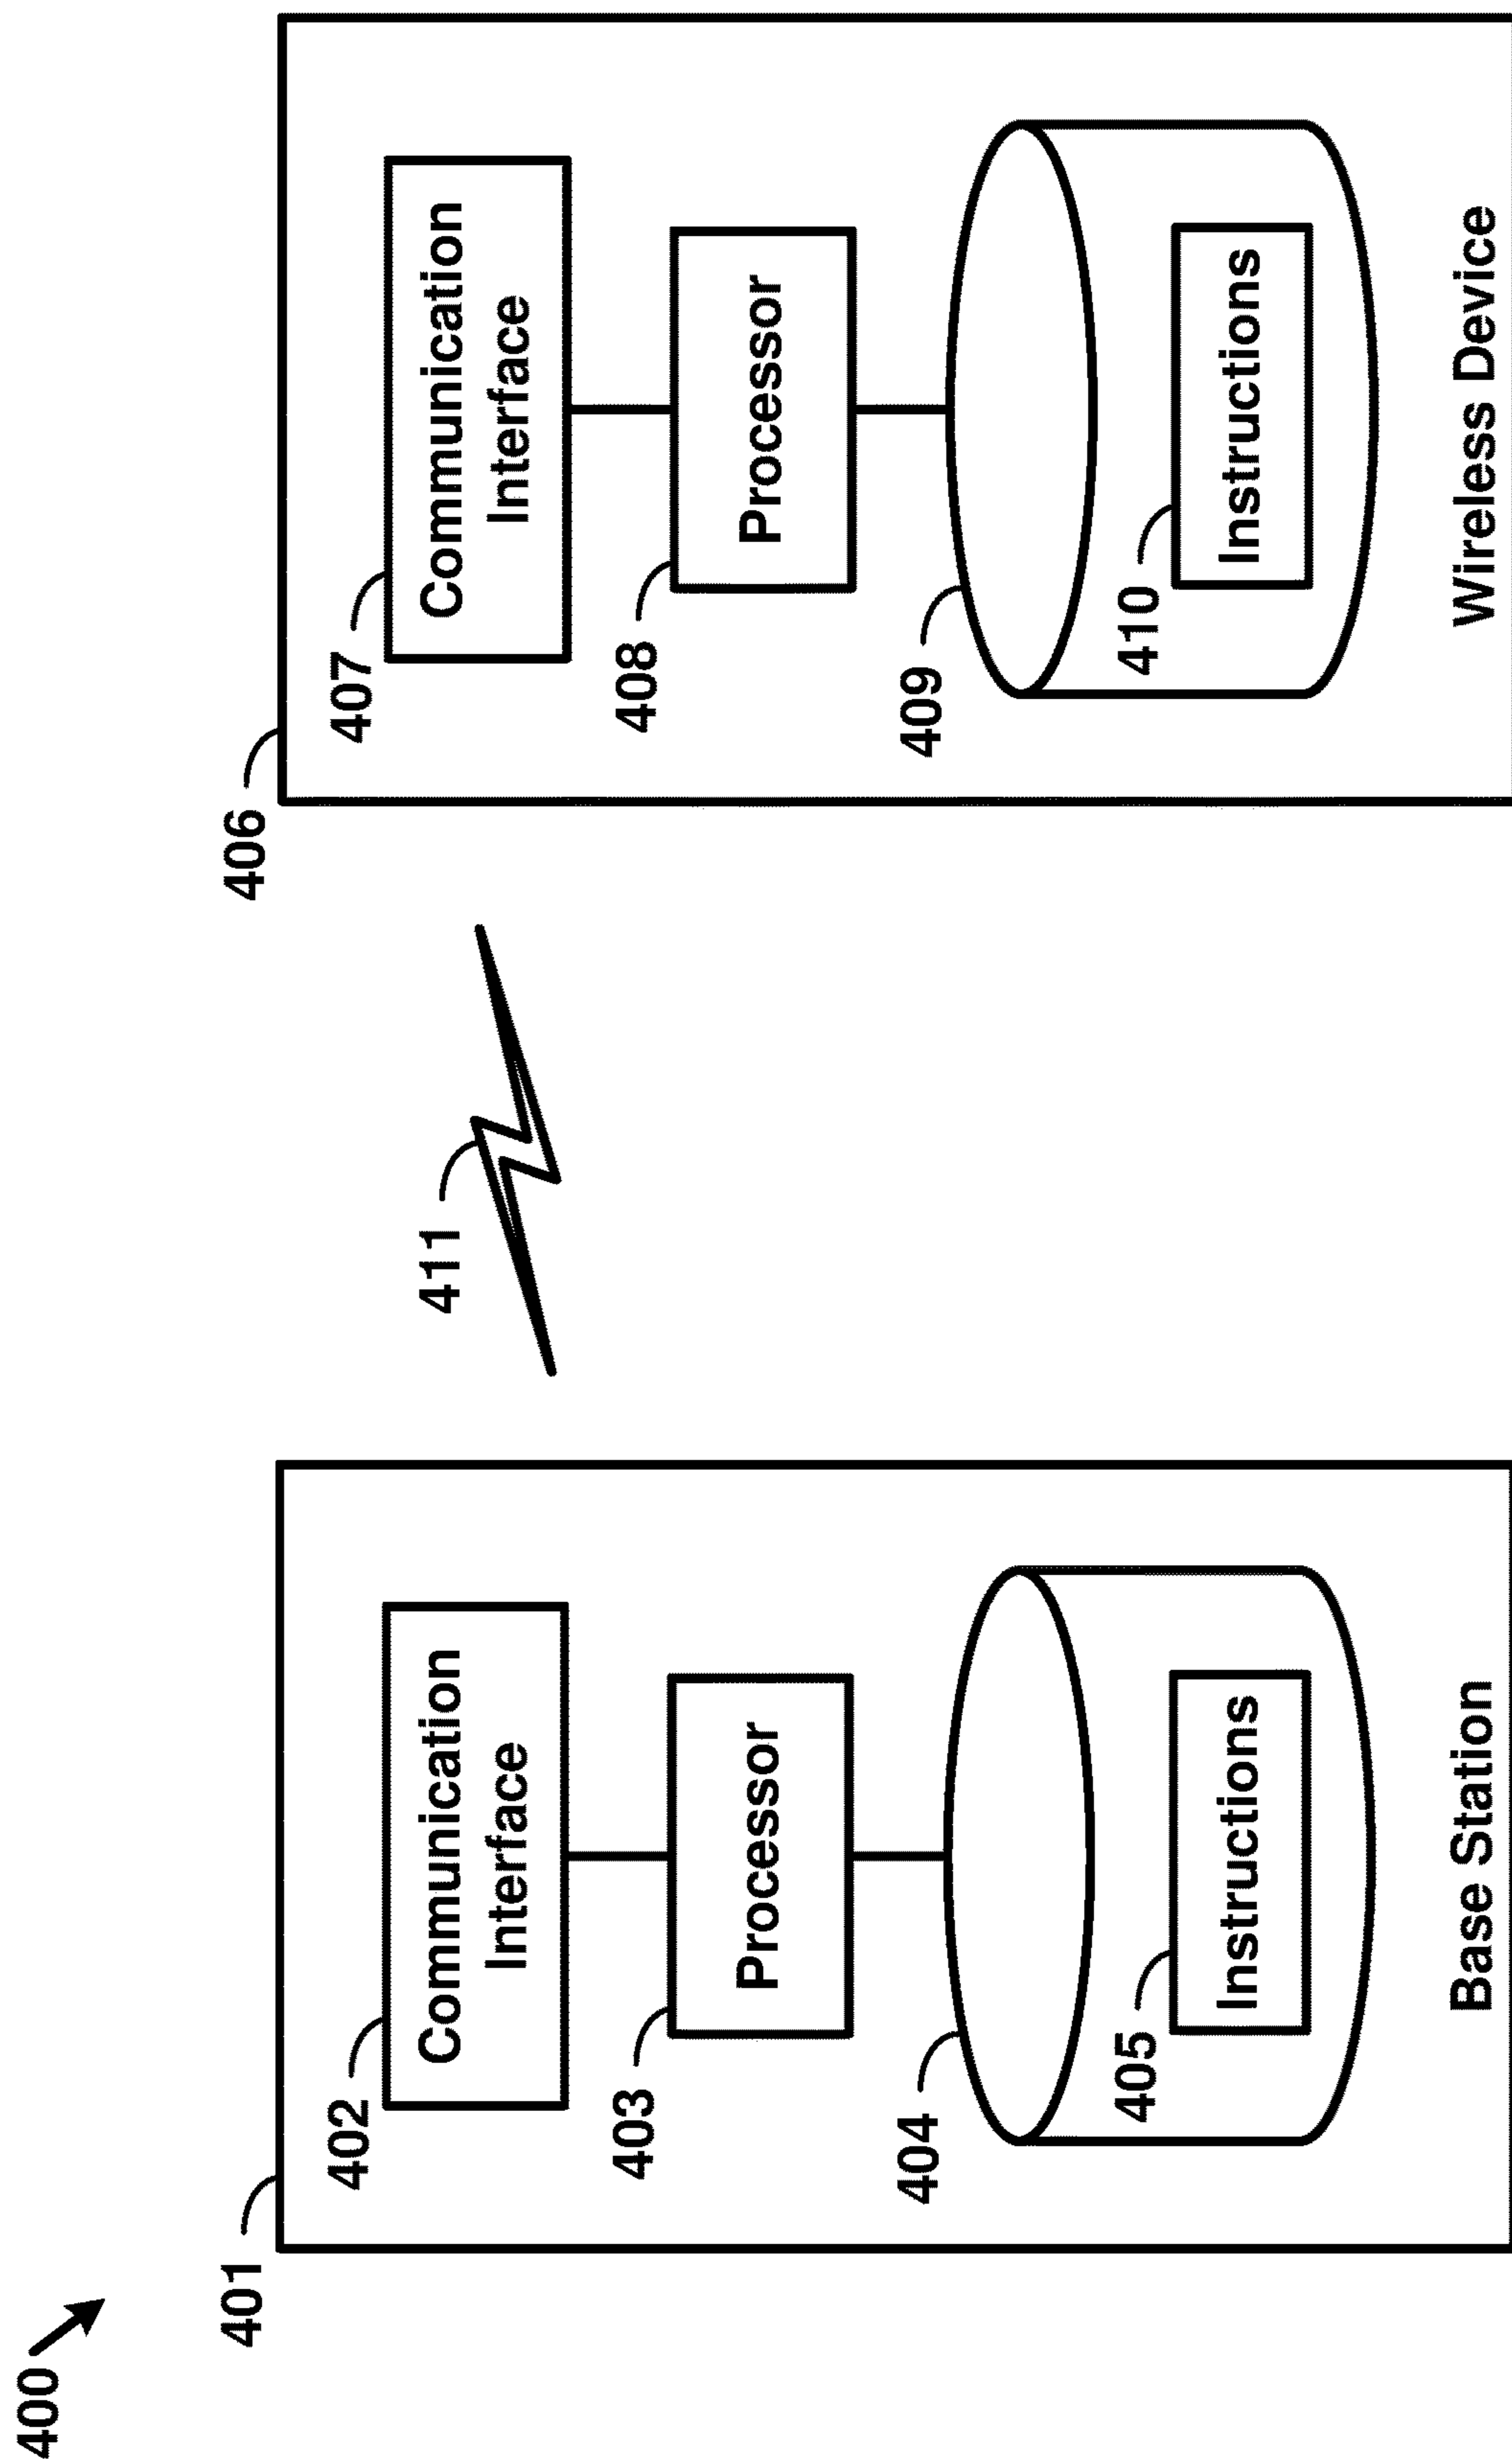 400
401
402
Communication
Interface
403
Processor
404
405
Instructions
Base Station
411
406
407
Communication
Interface
408
Processor
409
410
Instructions
Wireless Device